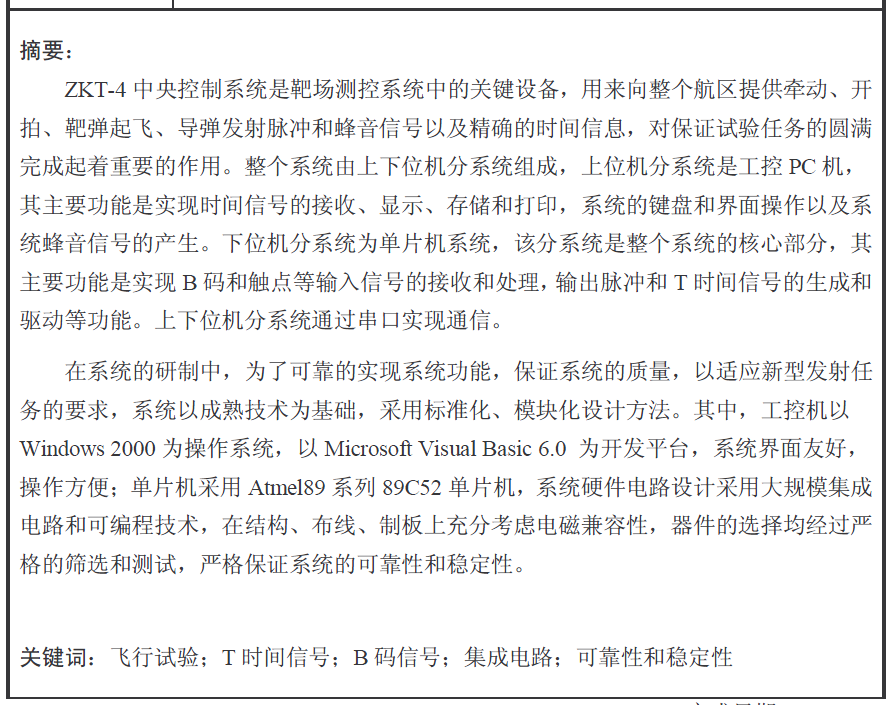 摘要：
ZKT-4 中央控制系统是靶场测控系统中的关键设备，用来向整个航区提供牵动、开
拍、靶弹起飞、导弹发射脉冲和蜂音信号以及精确的时间信息，对保证试验任务的圆满
完成起着重要的作用。整个系统由上下位机分系统组成，上位机分系统是工控 PC 机，
其主要功能是实现时间信号的接收、显示、存储和打印，系统的键盘和界面操作以及系
统蜂音信号的产生。下位机分系统为单片机系统，该分系统是整个系统的核心部分，其
主要功能是实现 B 码和触点等输入信号的接收和处理，输出脉冲和 T 时间信号的生成和
驱动等功能。上下位机分系统通过串口实现通信。
在系统的研制中，为了可靠的实现系统功能，保证系统的质量，以适应新型发射任
务的要求，系统以成熟技术为基础，采用标准化、模块化设计方法。其中，工控机以
Windows 2000 为操作系统，以 Microsoft Visual Basic 6.0 为开发平台，系统界面友好，
操作方便；单片机采用 Atmel89 系列 89C52 单片机，系统硬件电路设计采用大规模集成
电路和可编程技术，在结构、布线、制板上充分考虑电磁兼容性，器件的选择均经过严
格的筛选和测试，严格保证系统的可靠性和稳定性。
关键词：飞行试验；T 时间信号；B 码信号；集成电路；可靠性和稳定性